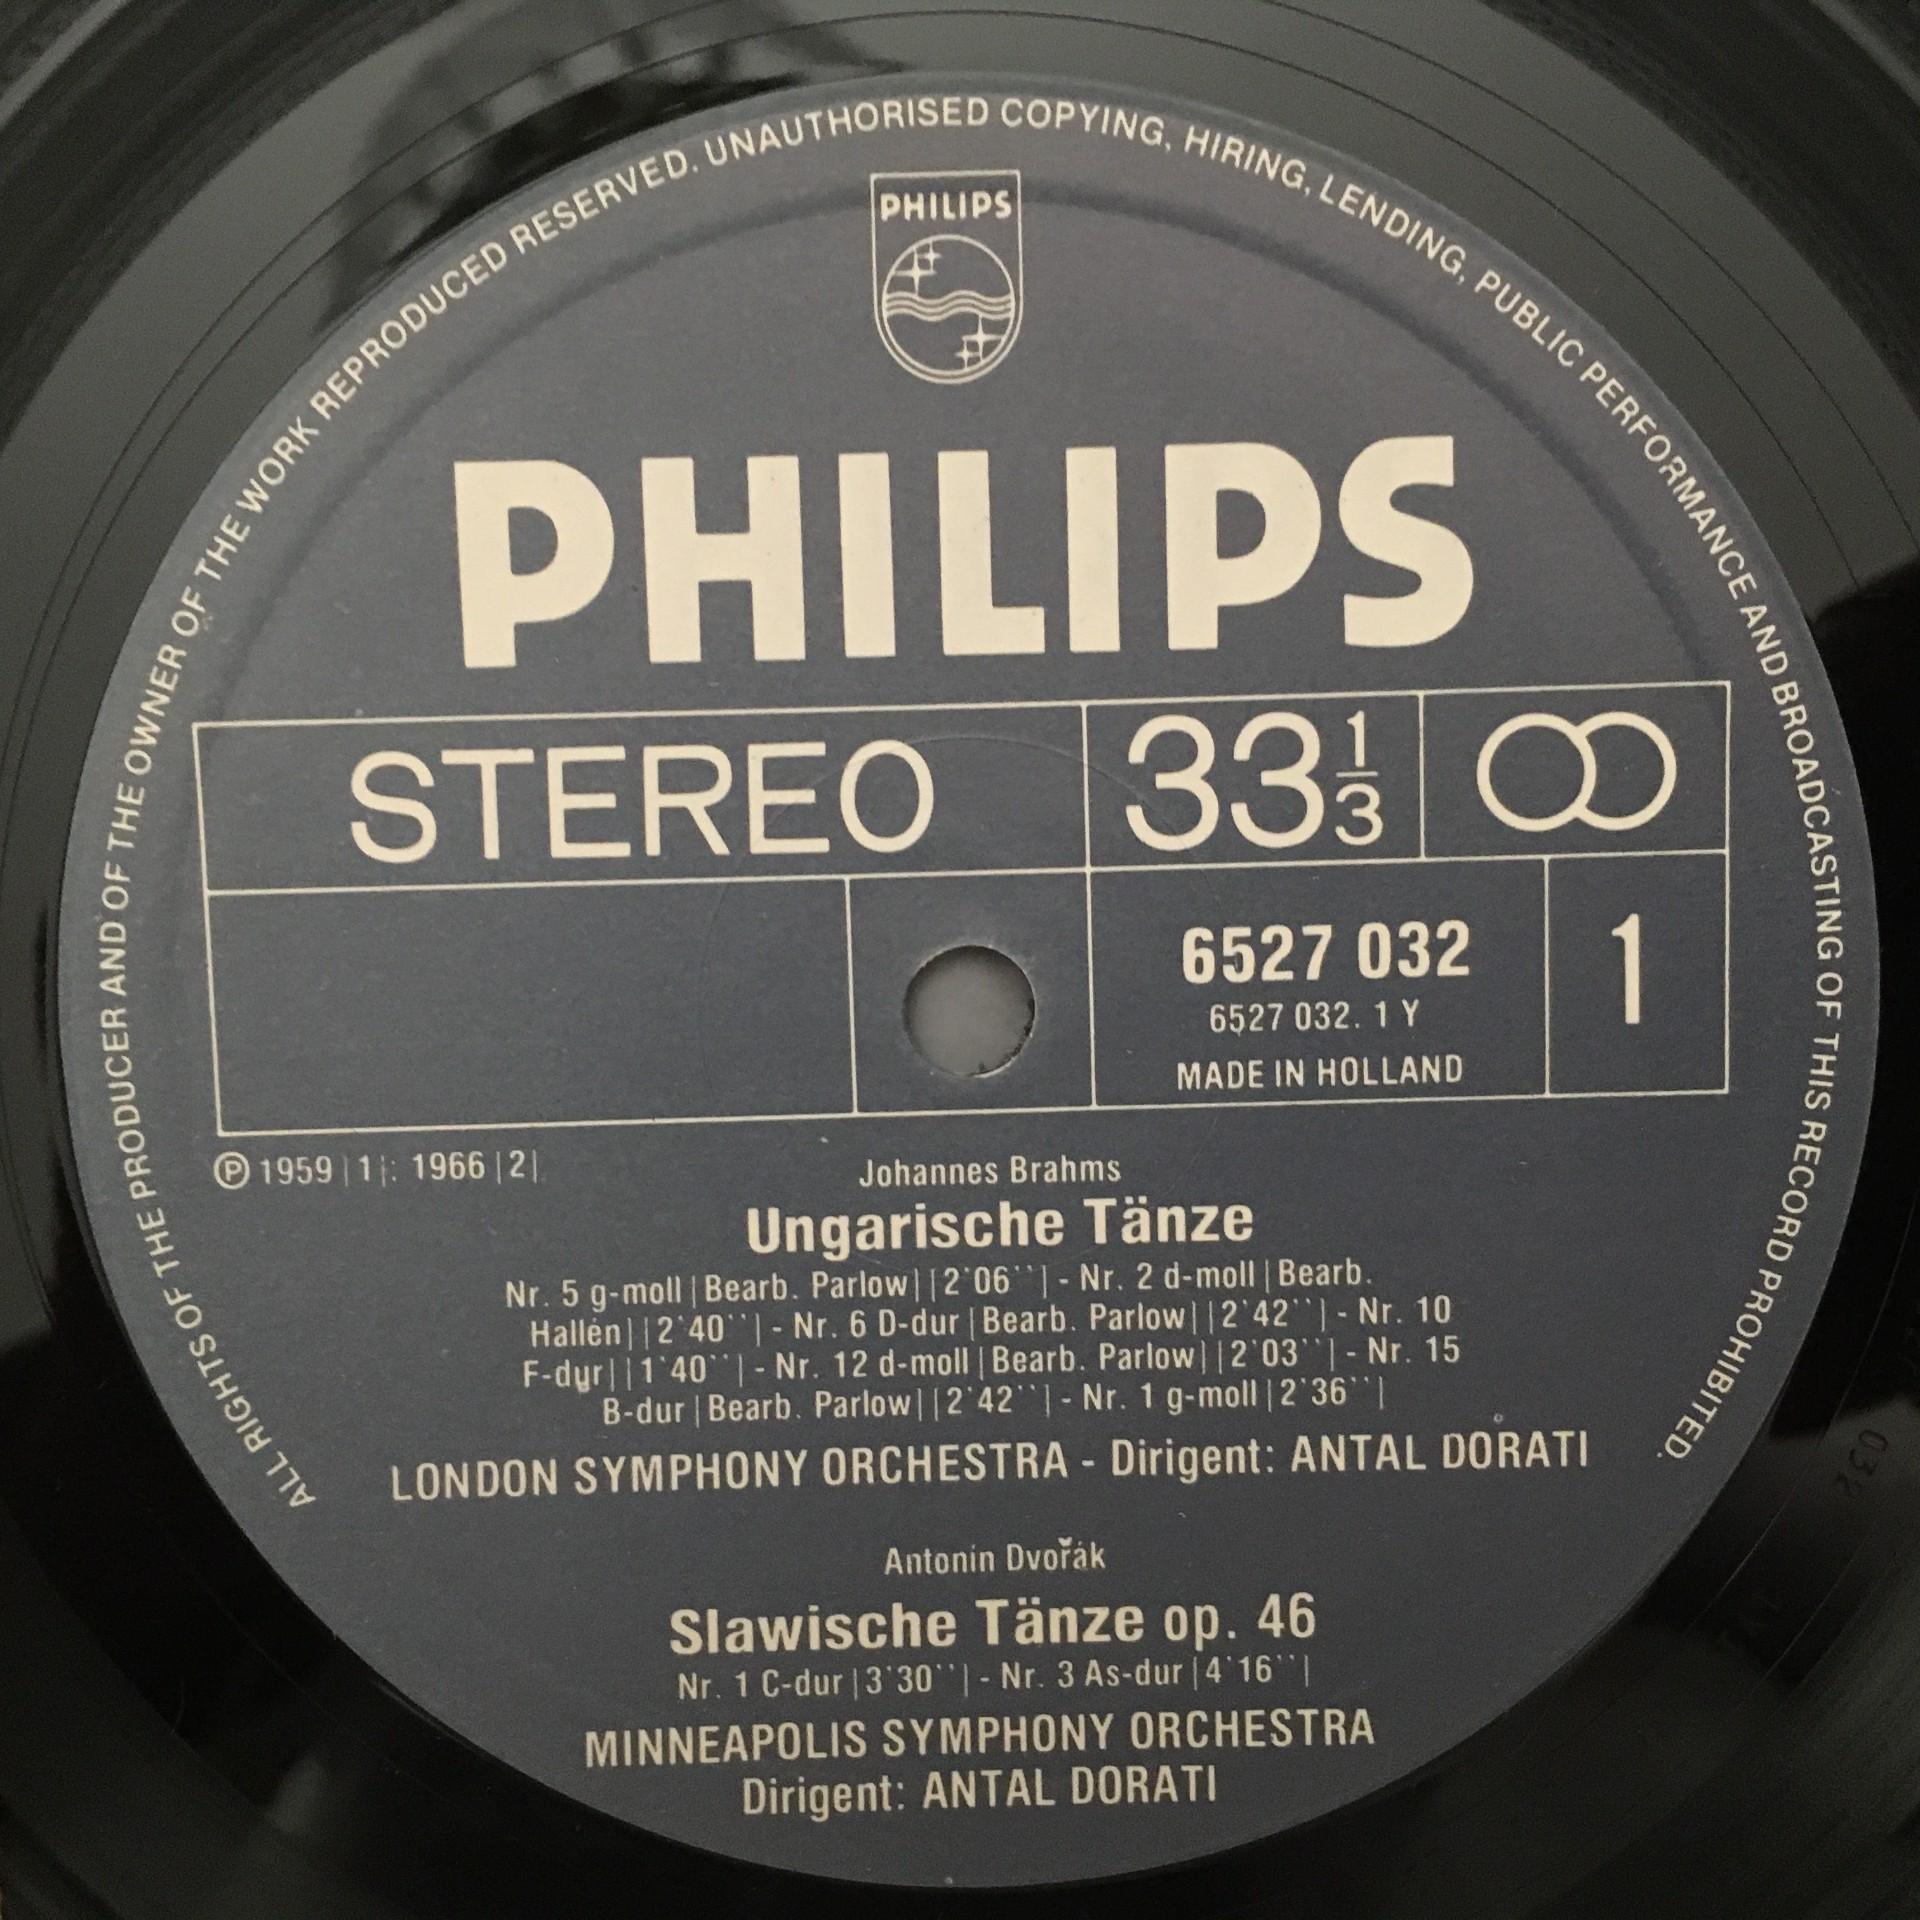 ALL RIGHTS OF THE PRODUCER AND OF THE OWNER OF THE WORK REPRODUCED RESERVED. UNAUTHORISED COPYING, HIRING, LENDING, PUBLIC PERFORMANCE AND BROADCASTING OF THIS RECORD PROHIBITED.
PHILIPS
PHILIPS
STEREO 33 1/3
6527 032 1
6527 032. 1 Y
MADE IN HOLLAND
Ⓟ 1959 |1|: 1966 |2|
Johannes Brahms
Ungarische Tänze
Nr. 5 g-moll |Bearb. Parlow| |2'06''| - Nr. 2 d-moll |Bearb.
Hallén| |2'40''| - Nr. 6 D-dur |Bearb. Parlow| |2'42''| - Nr. 10
F-dyr| |1'40''| - Nr. 12 d-moll |Bearb. Parlow| |2'03''| - Nr. 15
B-dur |Bearb. Parlow| |2'42''| - Nr. 1 g-moll |2'36''|
LONDON SYMPHONY ORCHESTRA - Dirigent: ANTAL DORATI
Antonín Dvořák
Slawische Tänze op. 46
Nr. 1 C-dur |3'30''| - Nr. 3 As-dur |4'16''|
MINNEAPOLIS SYMPHONY ORCHESTRA
Dirigent: ANTAL DORATI
032